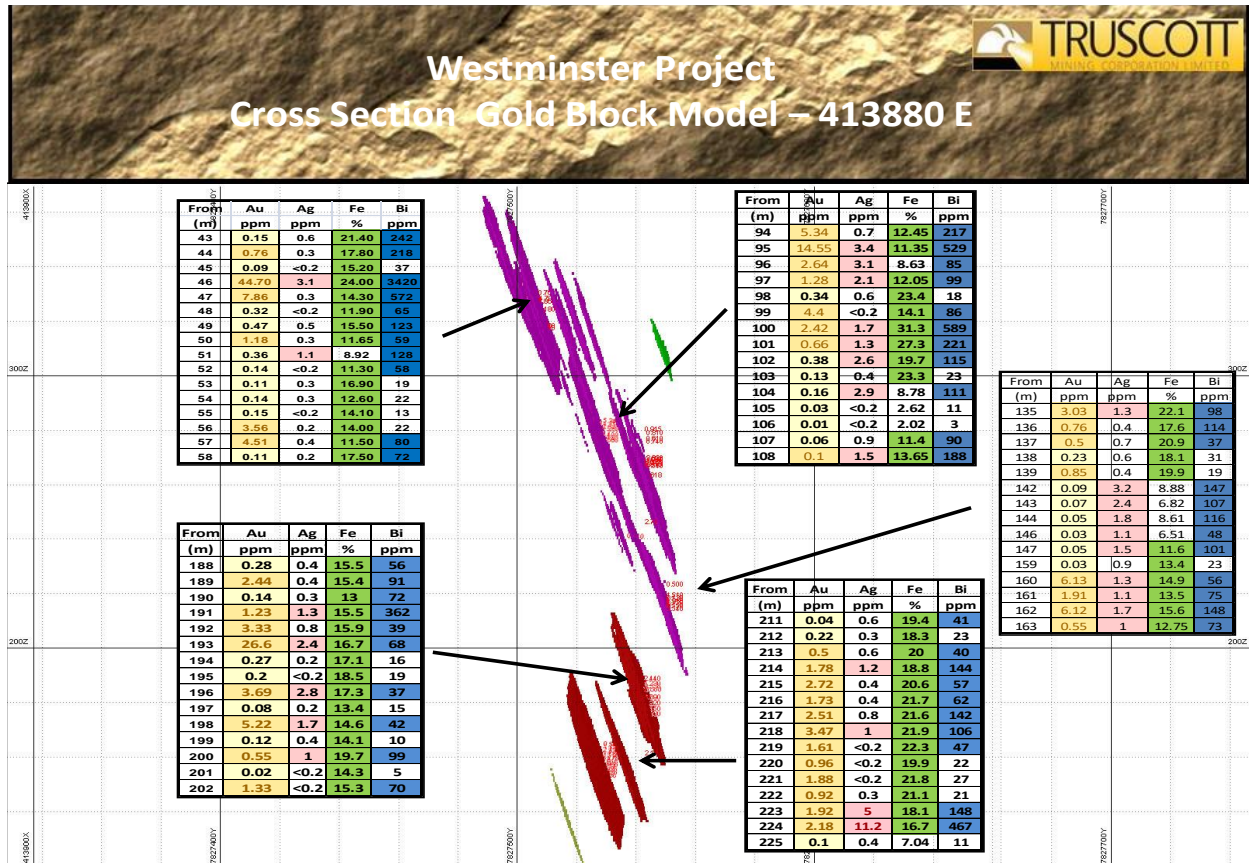 TRUSCOTT
MINING CORPORATION LIMITED
Westminster Project
Cross Section Gold Block Model – 413880 E
413900X
7827500Y
7827700Y
From Au Ag Fe Bi
(m) ppm ppm % ppm
43 0.15 0.6 21.40 242
44 0.76 0.3 17.80 218
45 0.09 <0.2 15.20 37
46 44.70 3.1 24.00 3420
47 7.86 0.3 14.30 572
48 0.32 <0.2 11.90 65
49 0.47 0.5 15.50 123
50 1.18 0.3 11.65 59
51 0.36 1.1 8.92 128
52 0.14 <0.2 11.30 58
53 0.11 0.3 16.90 19
54 0.14 0.3 12.60 22
55 0.15 <0.2 14.10 13
56 3.56 0.2 14.00 22
57 4.51 0.4 11.50 80
58 0.11 0.2 17.50 72
From Au Ag Fe Bi
(m) ppm ppm % ppm
94 5.34 0.7 12.45 217
95 14.55 3.4 11.35 529
96 2.64 3.1 8.63 85
97 1.28 2.1 12.05 99
98 0.34 0.6 23.4 18
99 4.4 <0.2 14.1 86
100 2.42 1.7 31.3 589
101 0.66 1.3 27.3 221
102 0.38 2.6 19.7 115
103 0.13 0.4 23.3 23
104 0.16 2.9 8.78 111
105 0.03 <0.2 2.62 11
106 0.01 <0.2 2.02 3
107 0.06 0.9 11.4 90
108 0.1 1.5 13.65 188
300Z
300Z
From Au Ag Fe Bi
(m) ppm ppm % ppm
135 3.03 1.3 22.1 98
136 0.76 0.4 17.6 114
137 0.5 0.7 20.9 37
138 0.23 0.6 18.1 31
139 0.85 0.4 19.9 19
142 0.09 3.2 8.88 147
143 0.07 2.4 6.82 107
144 0.05 1.8 8.61 116
146 0.03 1.1 6.51 48
147 0.05 1.5 11.6 101
159 0.03 0.9 13.4 23
160 6.13 1.3 14.9 56
161 1.91 1.1 13.5 75
162 6.12 1.7 15.6 148
163 0.55 1 12.75 73
From Au Ag Fe Bi
(m) ppm ppm % ppm
188 0.28 0.4 15.5 56
189 2.44 0.4 15.4 91
190 0.14 0.3 13 72
191 1.23 1.3 15.5 362
192 3.33 0.8 15.9 39
193 26.6 2.4 16.7 68
194 0.27 0.2 17.1 16
195 0.2 <0.2 18.5 19
196 3.69 2.8 17.3 37
197 0.08 0.2 13.4 15
198 5.22 1.7 14.6 42
199 0.12 0.4 14.1 10
200 0.55 1 19.7 99
201 0.02 <0.2 14.3 5
202 1.33 <0.2 15.3 70
From Au Ag Fe Bi
(m) ppm ppm % ppm
211 0.04 0.6 19.4 41
212 0.22 0.3 18.3 23
213 0.5 0.6 20 40
214 1.78 1.2 18.8 144
215 2.72 0.4 20.6 57
216 1.73 0.4 21.7 62
217 2.51 0.8 21.6 142
218 3.47 1 21.9 106
219 1.61 <0.2 22.3 47
220 0.96 <0.2 19.9 22
221 1.88 <0.2 21.8 27
222 0.92 0.3 21.1 21
223 1.92 5 18.1 148
224 2.18 11.2 16.7 467
225 0.1 0.4 7.04 11
200Z
200Z
413800X
7827400Y
7827500Y
7827600Y
7827700Y